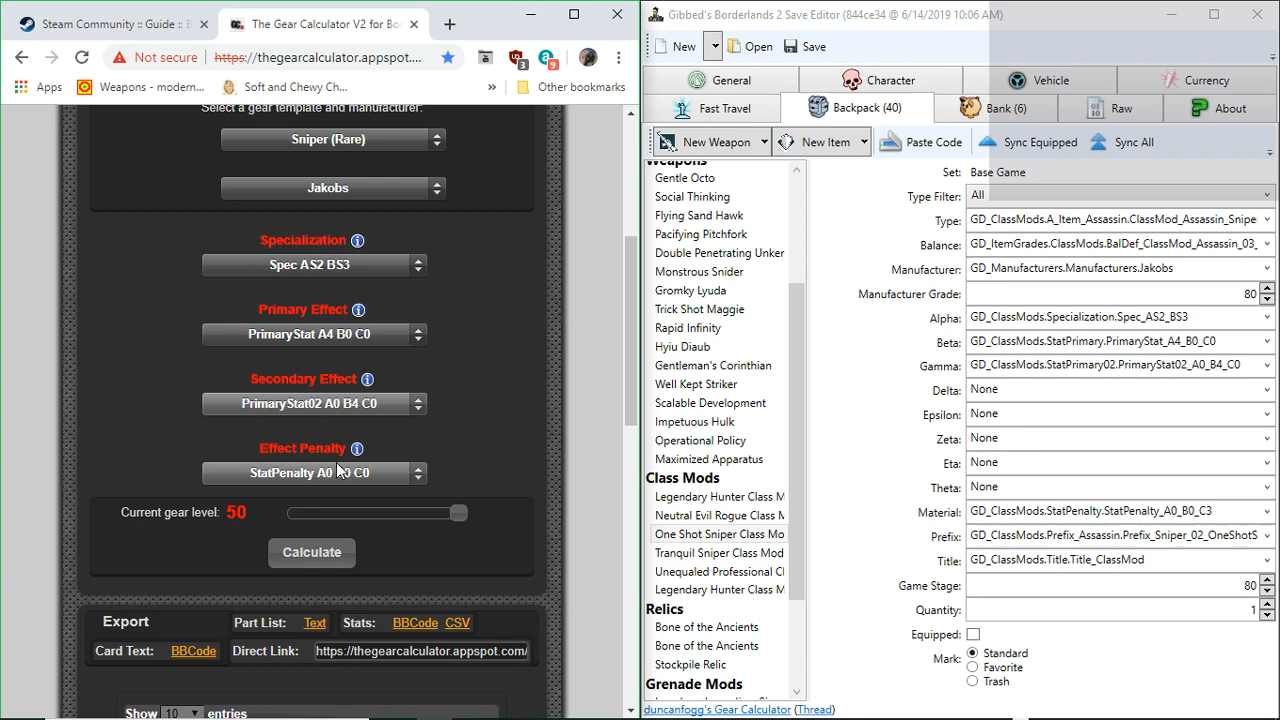 Steam Community :: Guide :: B
The Gear Calculator V2 for Bor
Not secure
https://thegearcalculator.appspot....
3
9
Apps
Weapons - modern...
Soft and Chewy Ch...
»
Other bookmarks
Select a gear template and manufacturer:
Sniper (Rare)
Jakobs
Specialization
Spec AS2 BS3
Primary Effect
PrimaryStat A4 B0 C0
Secondary Effect
PrimaryStat02 A0 B4 C0
Effect Penalty
StatPenalty A0 B0 C0
Current gear level: 50
Calculate
Export
Part List: Text
Stats: BBCode CSV
Card Text: BBCode
Direct Link: https://thegearcalculator.appspot.com/
Show 10 entries
Gibbed's Borderlands 2 Save Editor (844ce34 @ 6/14/2019 10:06 AM)
New
Open
Save
General
Character
Vehicle
Currency
Fast Travel
Backpack (40)
Bank (6)
Raw
About
New Weapon
New Item
Paste Code
Sync Equipped
Sync All
Weapons
Gentle Octo
Social Thinking
Flying Sand Hawk
Pacifying Pitchfork
Double Penetrating Unker
Monstrous Snider
Gromky Lyuda
Trick Shot Maggie
Rapid Infinity
Hyiu Diaub
Gentleman's Corinthian
Well Kept Striker
Scalable Development
Impetuous Hulk
Operational Policy
Maximized Apparatus
Class Mods
Legendary Hunter Class M
Neutral Evil Rogue Class M
One Shot Sniper Class Mo
Tranquil Sniper Class Mod
Unequaled Professional Cl
Legendary Hunter Class M
Relics
Bone of the Ancients
Bone of the Ancients
Stockpile Relic
Grenade Mods
duncanfogg's Gear Calculator (Thread)
Set: Base Game
Type Filter: All
Type: GD_ClassMods.A_Item_Assassin.ClassMod_Assassin_Snipe
Balance: GD_ItemGrades.ClassMods.BalDef_ClassMod_Assassin_03_
Manufacturer: GD_Manufacturers.Manufacturers.Jakobs
Manufacturer Grade: 80
Alpha: GD_ClassMods.Specialization.Spec_AS2_BS3
Beta: GD_ClassMods.StatPrimary.PrimaryStat_A4_B0_C0
Gamma: GD_ClassMods.StatPrimary02.PrimaryStat02_A0_B4_C0
Delta: None
Epsilon: None
Zeta: None
Eta: None
Theta: None
Material: GD_ClassMods.StatPenalty.StatPenalty_A0_B0_C3
Prefix: GD_ClassMods.Prefix_Assassin.Prefix_Sniper_02_OneShotS
Title: GD_ClassMods.Title.Title_ClassMod
Game Stage: 80
Quantity: 1
Equipped:
Mark: Standard
Favorite
Trash